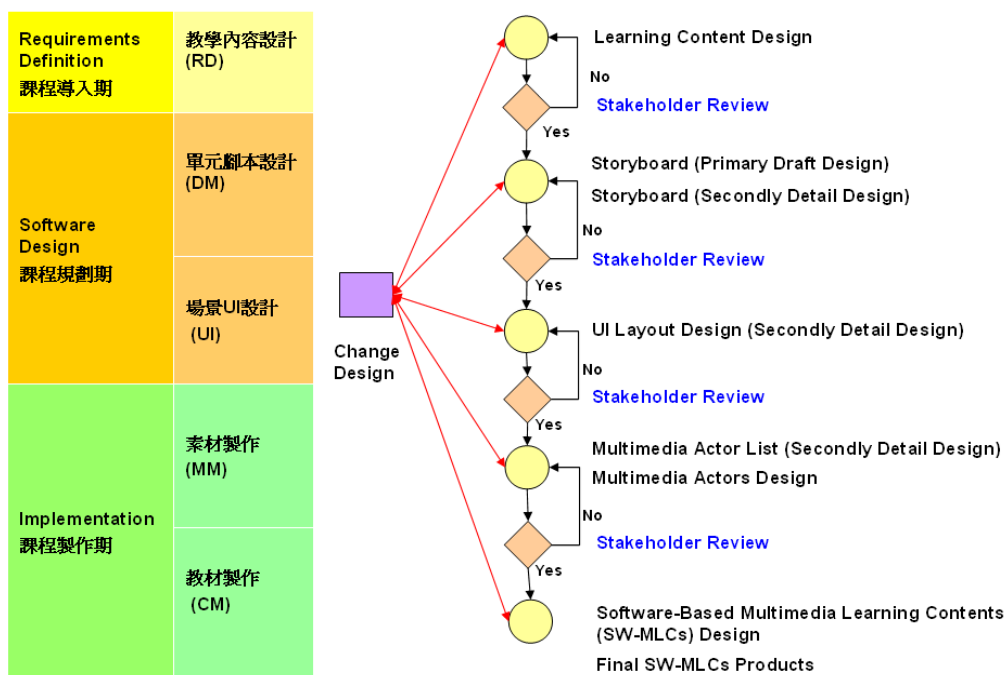 Requirements
Definition
課程導入期
教學內容設計
(RD)
Software
Design
課程規劃期
單元腳本設計
(DM)
場景UI設計
(UI)
Implementation
課程製作期
素材製作
(MM)
教材製作
(CM)
Change
Design
Learning Content Design
No
Stakeholder Review
Yes
Storyboard (Primary Draft Design)
Storyboard (Secondly Detail Design)
No
Stakeholder Review
Yes
UI Layout Design (Secondly Detail Design)
No
Stakeholder Review
Yes
Multimedia Actor List (Secondly Detail Design)
Multimedia Actors Design
No
Stakeholder Review
Yes
Software-Based Multimedia Learning Contents
(SW-MLCs) Design
Final SW-MLCs Products